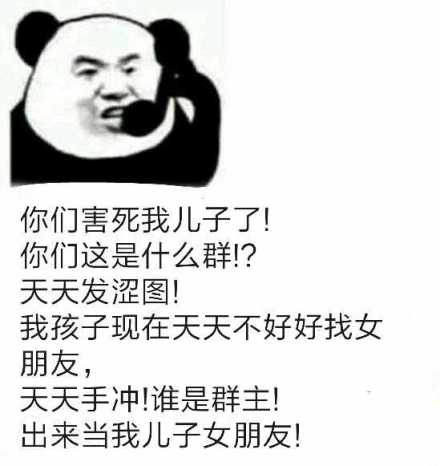 你们害死我儿子了!
你们这是什么群!?
天天发涩图!
我孩子现在天天不好好找女
朋友，
天天手冲!谁是群主!
出来当我儿子女朋友!